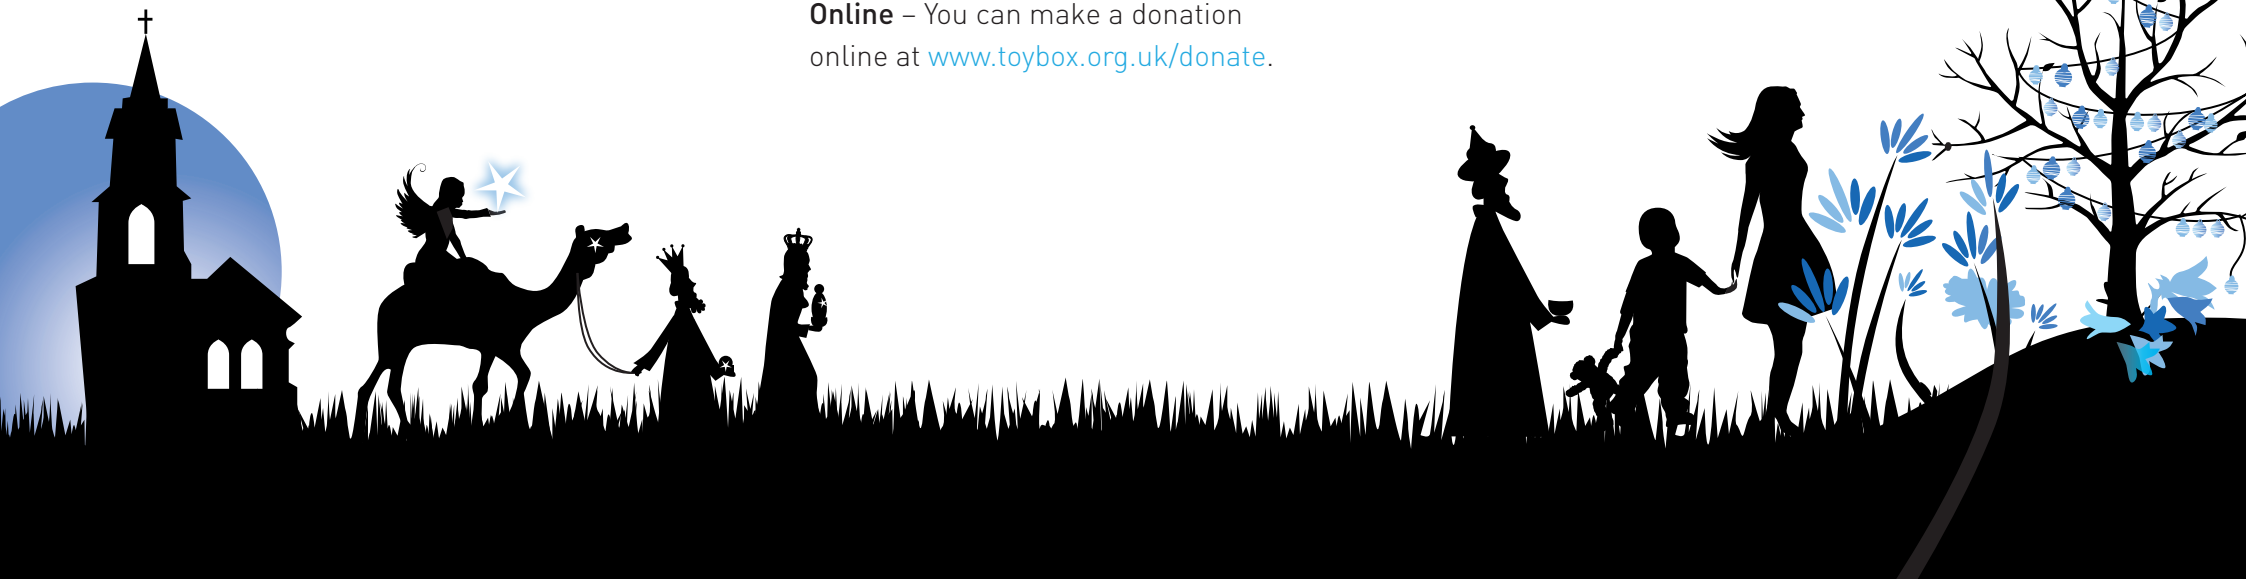 Online – You can make a donation
online at www.toybox.org.uk/donate.